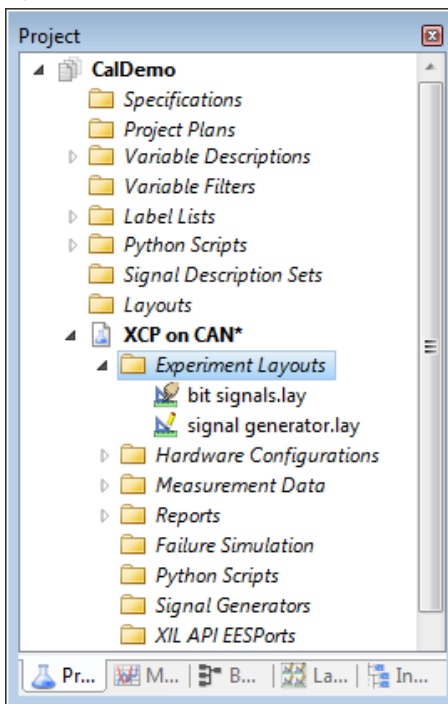 Project
CalDemo
Specifications
Project Plans
Variable Descriptions
Variable Filters
Label Lists
Python Scripts
Signal Description Sets
Layouts
XCP on CAN*
Experiment Layouts
bit signals.lay
signal generator.lay
Hardware Configurations
Measurement Data
Reports
Failure Simulation
Python Scripts
Signal Generators
XIL API EESPorts
Pr... M... B... La... In...